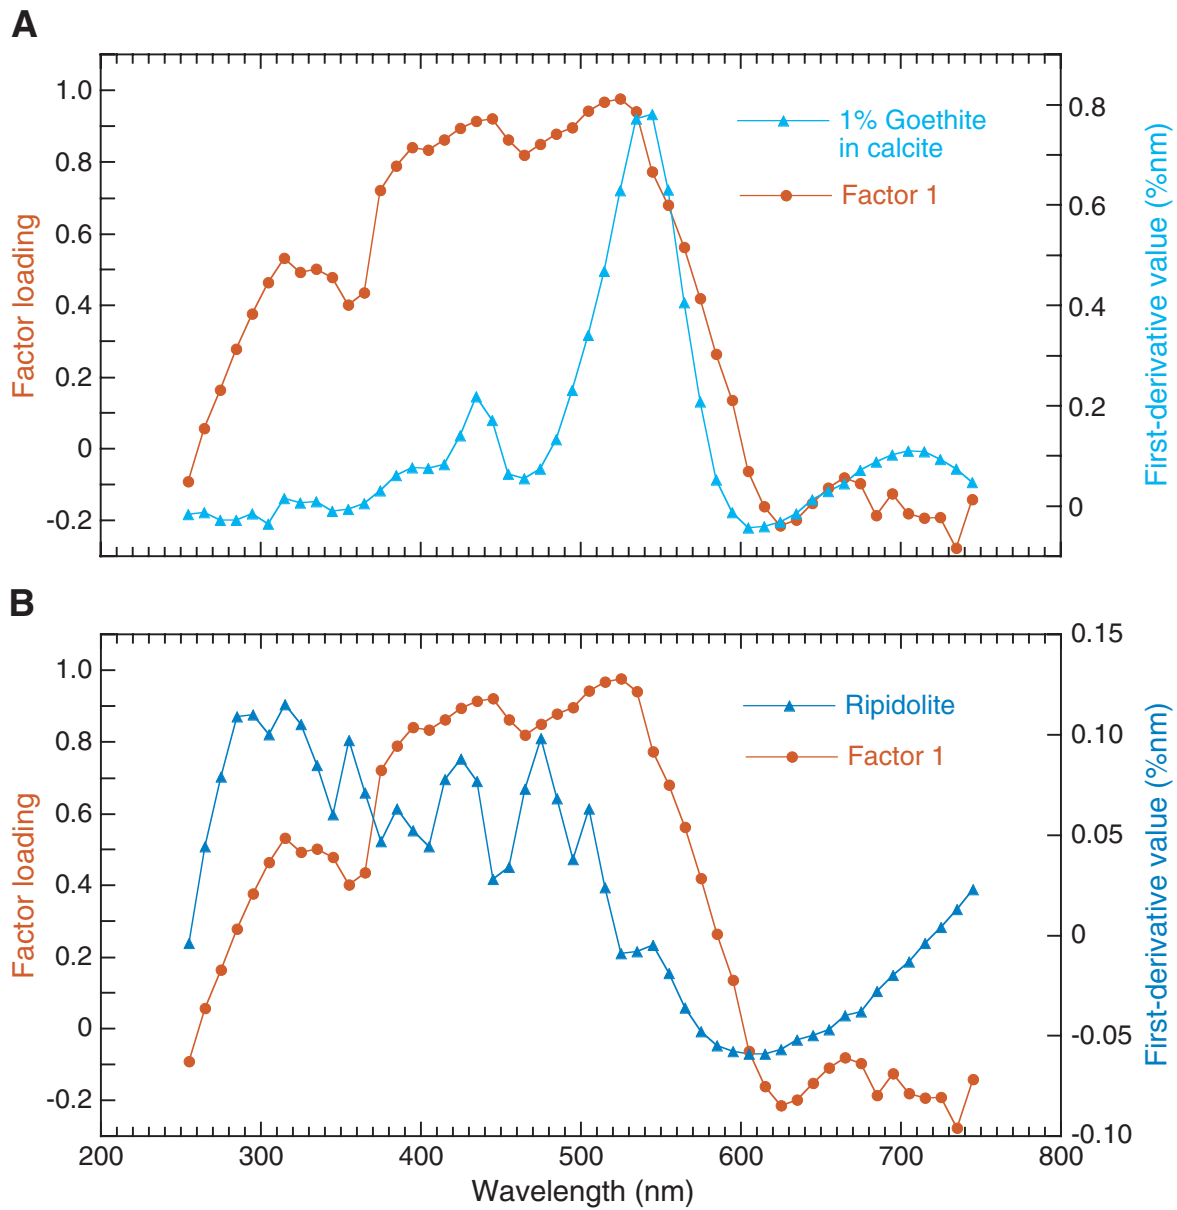 A
1.0
0.8
0.6
0.4
0.2
0
-0.2
Factor loading
1% Goethite
in calcite
Factor 1
0.8
0.6
0.4
0.2
0
First-derivative value (%nm)
B
1.0
0.8
0.6
0.4
0.2
0
-0.2
Factor loading
Ripidolite
Factor 1
0.15
0.10
0.05
0
-0.05
-0.10
First-derivative value (%nm)
200 300 400 500 600 700 800
Wavelength (nm)